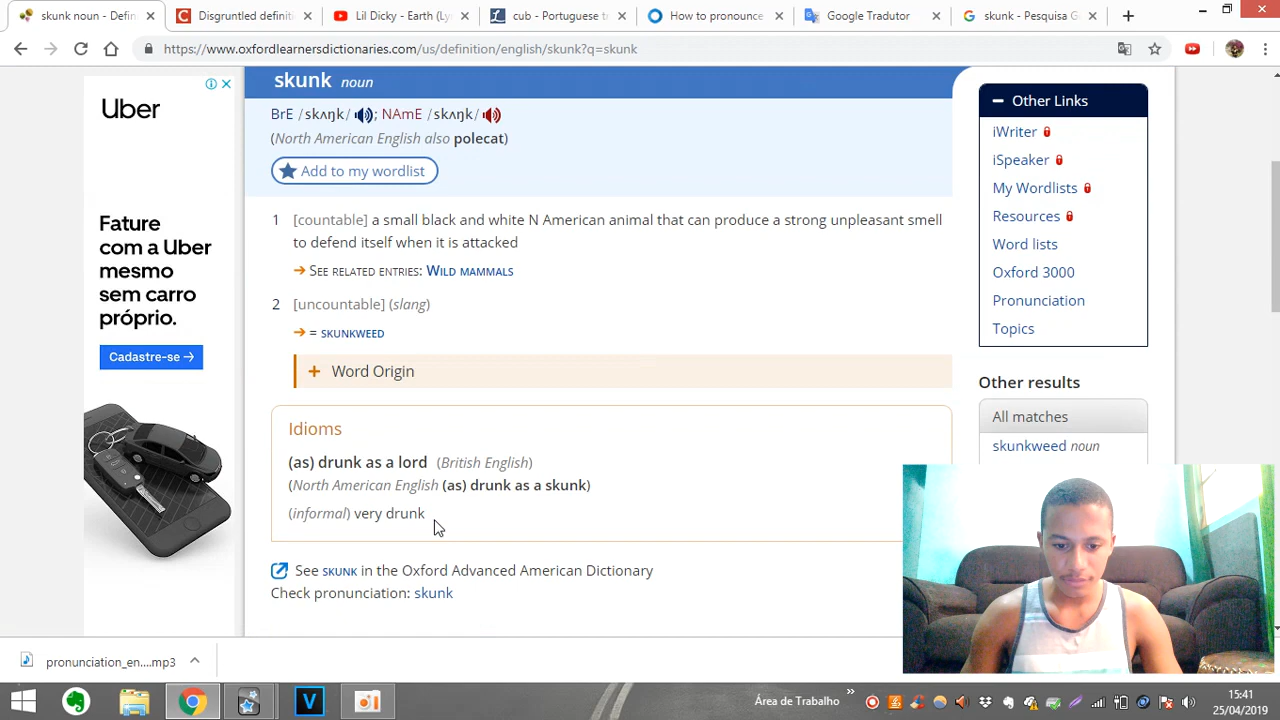 skunk noun - Defin
Disgruntled definiti
Lil Dicky - Earth (Ly
cub - Portuguese t
How to pronounce
Google Tradutor
skunk - Pesquisa G
https://www.oxfordlearnersdictionaries.com/us/definition/english/skunk?q=skunk
Uber
Fature
com a Uber
mesmo
sem carro
próprio.
Cadastre-se →
skunk noun
BrE /skʌŋk/ ; NAmE /skʌŋk/
(North American English also polecat)
Add to my wordlist
1 [countable] a small black and white N American animal that can produce a strong unpleasant smell
to defend itself when it is attacked
→ SEE RELATED ENTRIES: WILD MAMMALS
2 [uncountable] (slang)
→ = SKUNKWEED
+ Word Origin
Idioms
(as) drunk as a lord (British English)
(North American English (as) drunk as a skunk)
(informal) very drunk
See SKUNK in the Oxford Advanced American Dictionary
Check pronunciation: skunk
Other Links
iWriter
iSpeaker
My Wordlists
Resources
Word lists
Oxford 3000
Pronunciation
Topics
Other results
All matches
skunkweed noun
pronunciation_en....mp3
Área de Trabalho
15:41
25/04/2019